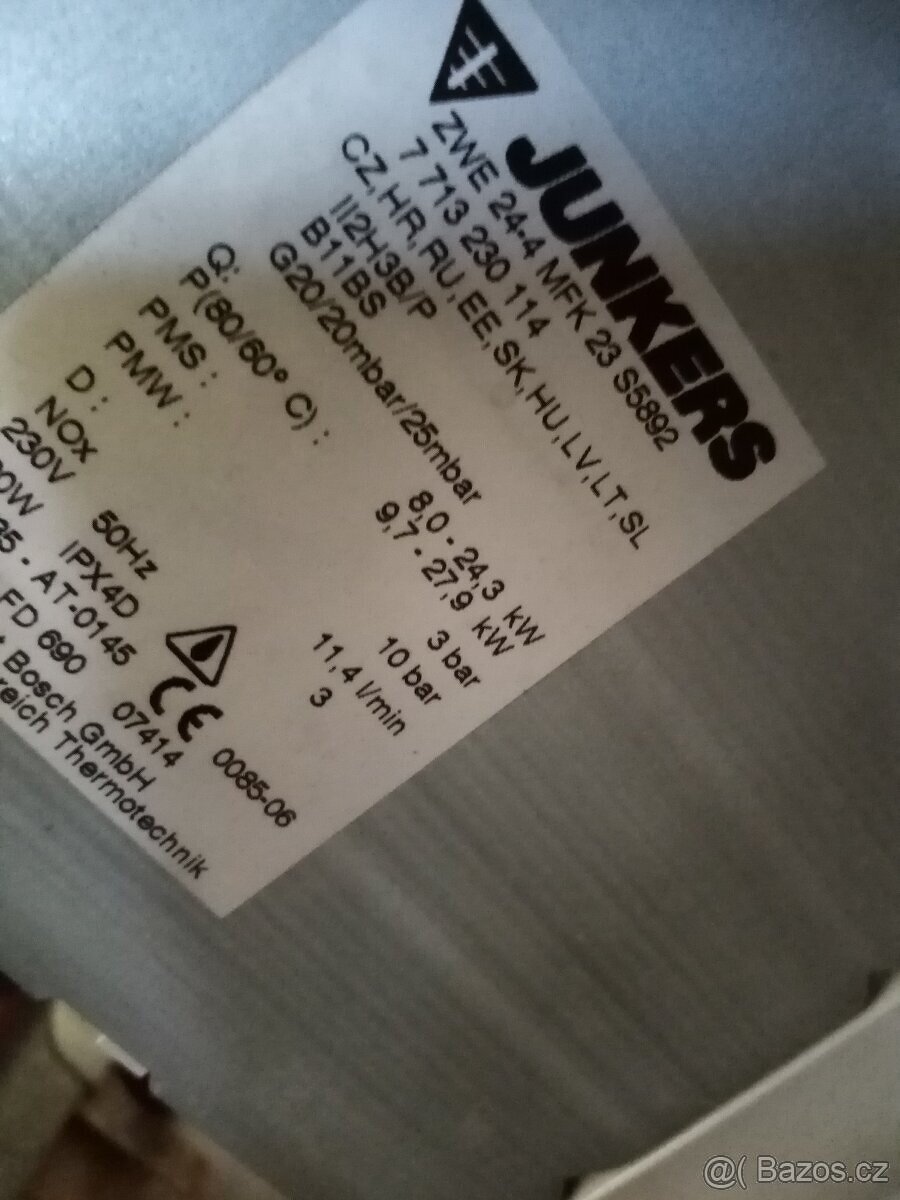 JUNKERS
ZWE 24-4 MFK 23 S5892
7 713 230 114
CZ,HR,RU,EE,SK,HU,LV,LT,SL
II2H3B/P
B11BS
G20/20mbar/25mbar
Q: 8,0 - 24,3 kW
P(80/60° C) : 9,7 - 27,9 kW
PMS : 3 bar
PMW : 10 bar
D : 11,4 l/min
NOx 3
230V 50Hz
0W IPX4D
- AT-0145
FD 690 07414
CE 0085-06
Bosch GmbH
reich Thermotechnik
@( Bazos.cz